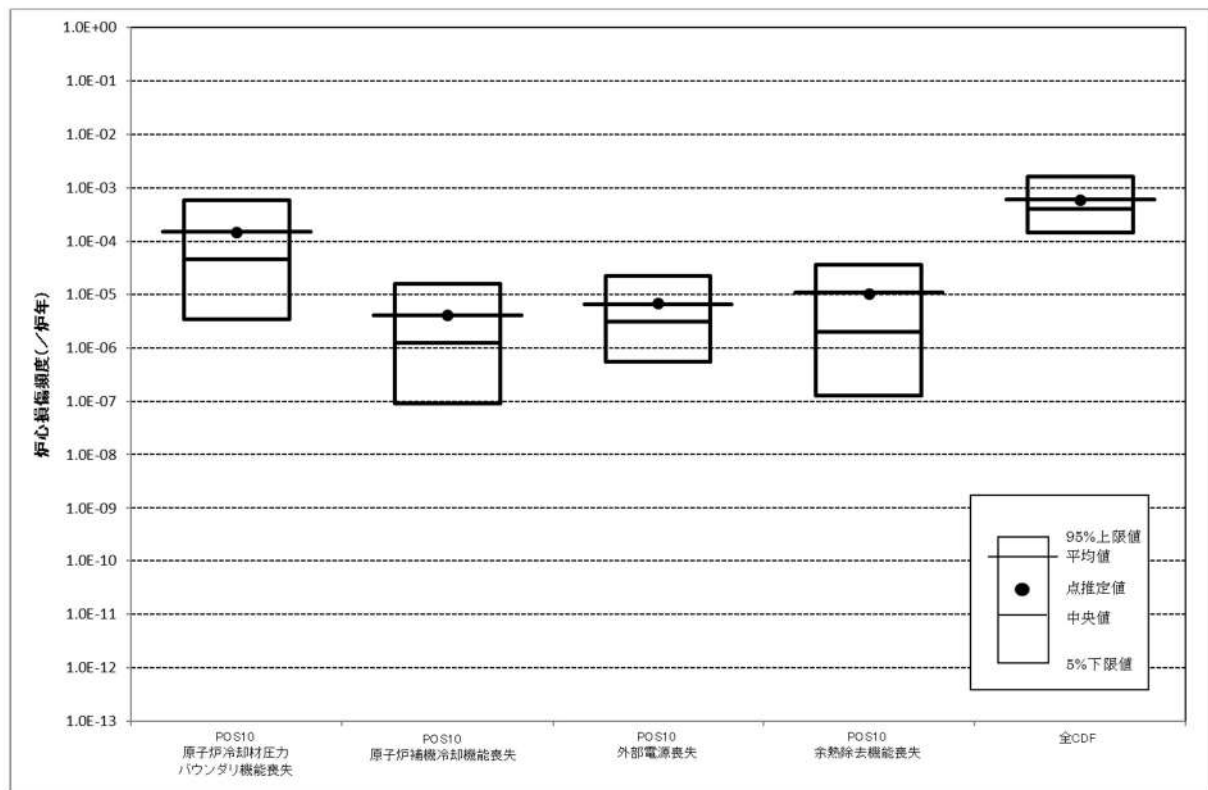 1.0E+00
1.0E-01
1.0E-02
1.0E-03
1.0E-04
1.0E-05
1.0E-06
1.0E-07
1.0E-08
1.0E-09
1.0E-10
1.0E-11
1.0E-12
1.0E-13
炉心損傷頻度(/炉年)
95%上限値
平均値
点推定値
中央値
5%下限値
POS10
原子炉冷却材圧力
バウンダリ機能喪失
POS10
原子炉補機冷却機能喪失
POS10
外部電源喪失
POS10
余熱除去機能喪失
全CDF